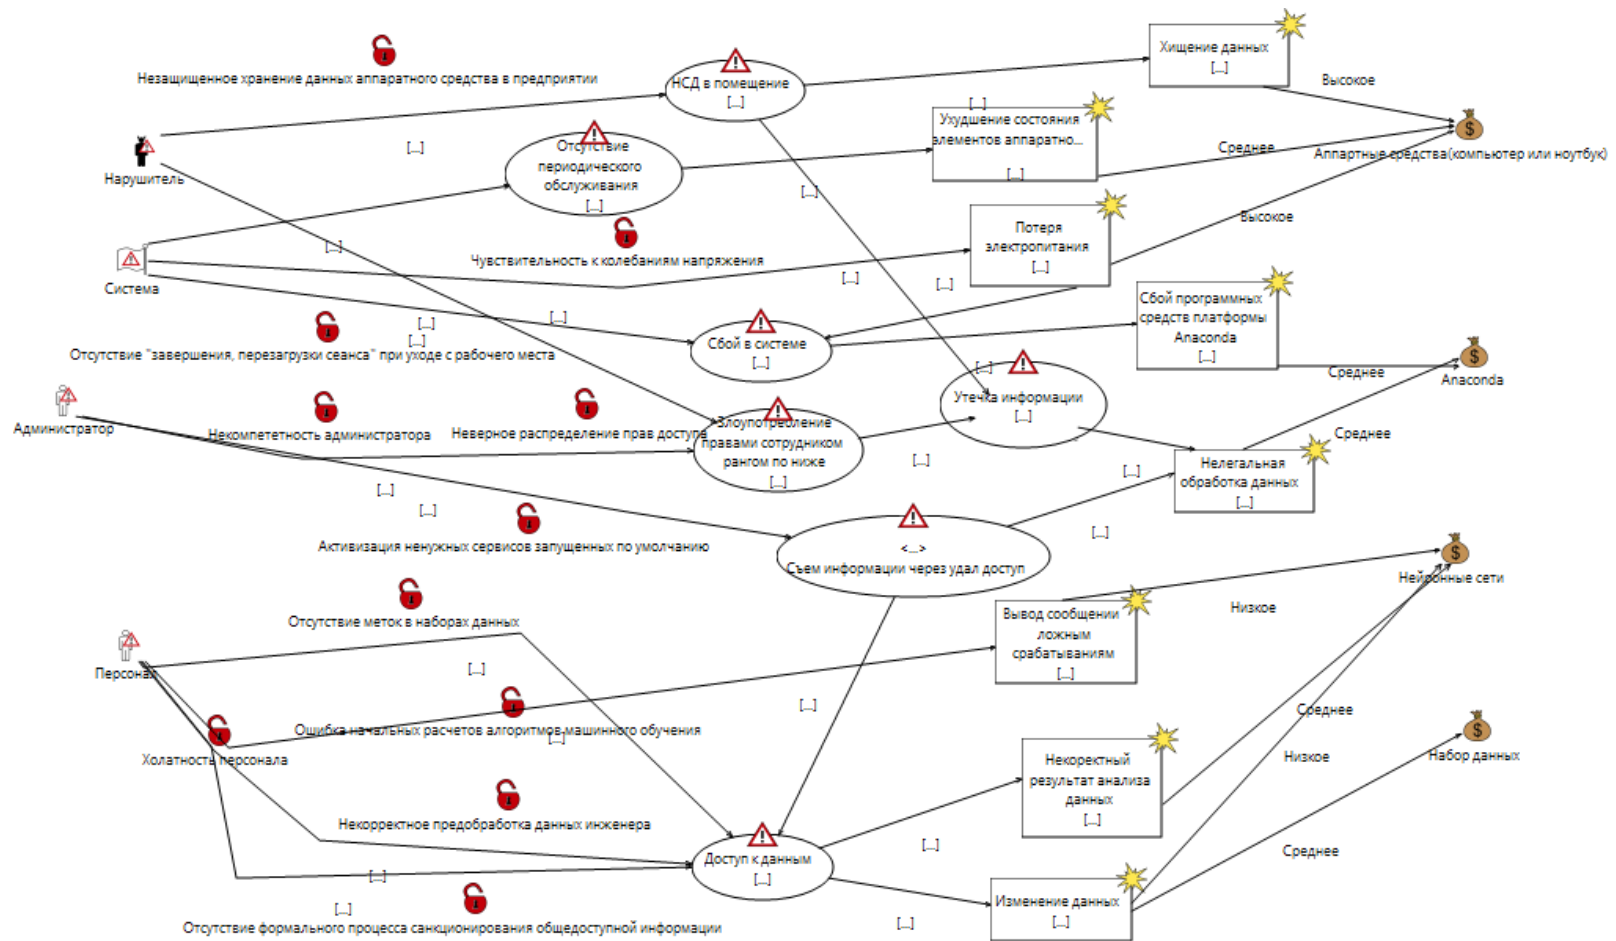 Незащищенное хранение данных аппаратного средства в предприятии
НСД в помещение
[...]
Хищение данных
[...]
Высокое
[...]
Ухудшение состояния
элементов аппаратно...
[...]
Среднее
Аппартные средства(компьютер или ноутбук)
Нарушитель
[...]
Отсутствие
периодического
обслуживания
[...]
[...]
Высокое
Потеря
электропитания
[...]
[...]
Чувствительность к колебаниям напряжения
[...]
[...]
Система
[...]
[...]
[...]
Отсутствие "завершения, перезагрузки сеанса" при уходе с рабочего места
Сбой в системе
[...]
Сбой программных
средств платформы
Anaconda
[...]
Среднее
Anaconda
[...]
Утечка информации
[...]
Администратор
Некомпететность администратора
Неверное распределение прав доступа
Злоупотребление
правами сотрудником
рангом по ниже
[...]
Среднее
[...]
[...]
Нелегальная
обработка данных
[...]
[...]
[...]
[...]
Активизация ненужных сервисов запущенных по умолчанию
<...>
Съем информации через удал доступ
Нейронные сети
Низкое
Отсутствие меток в наборах данных
Вывод сообщении
ложным
срабатываниям
[...]
Персонал
[...]
[...]
Среднее
Ошибка начальных расчетов алгоритмов машинного обучения
[...]
Холатность персонала
Некоректный
результат анализа
данных
[...]
Низкое
Набор данных
Некорректное предобработка данных инженера
[...]
Среднее
Доступ к данным
[...]
[...]
[...]
Изменение данных
[...]
[...]
Отсутствие формального процесса санкционирования общедоступной информации